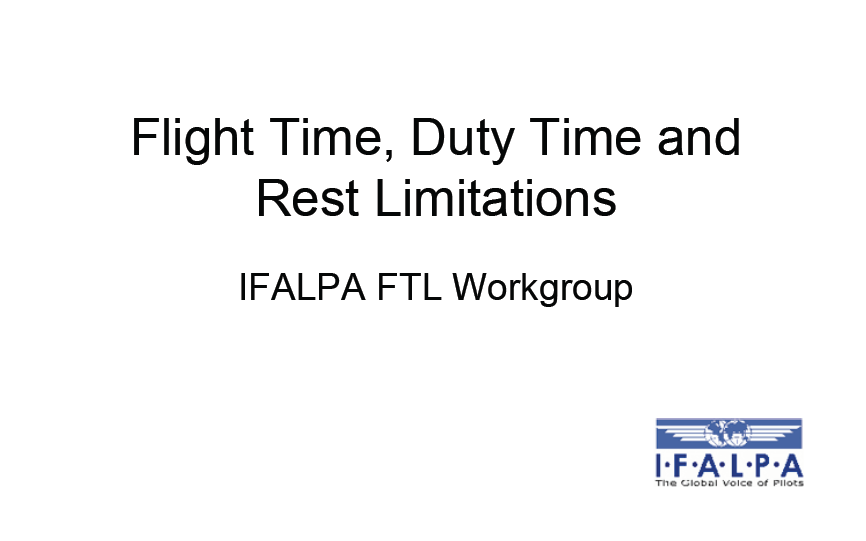 Flight Time, Duty Time and
Rest Limitations
IFALPA FTL Workgroup
I·F·A·L·P·A
The Global Voice of Pilots